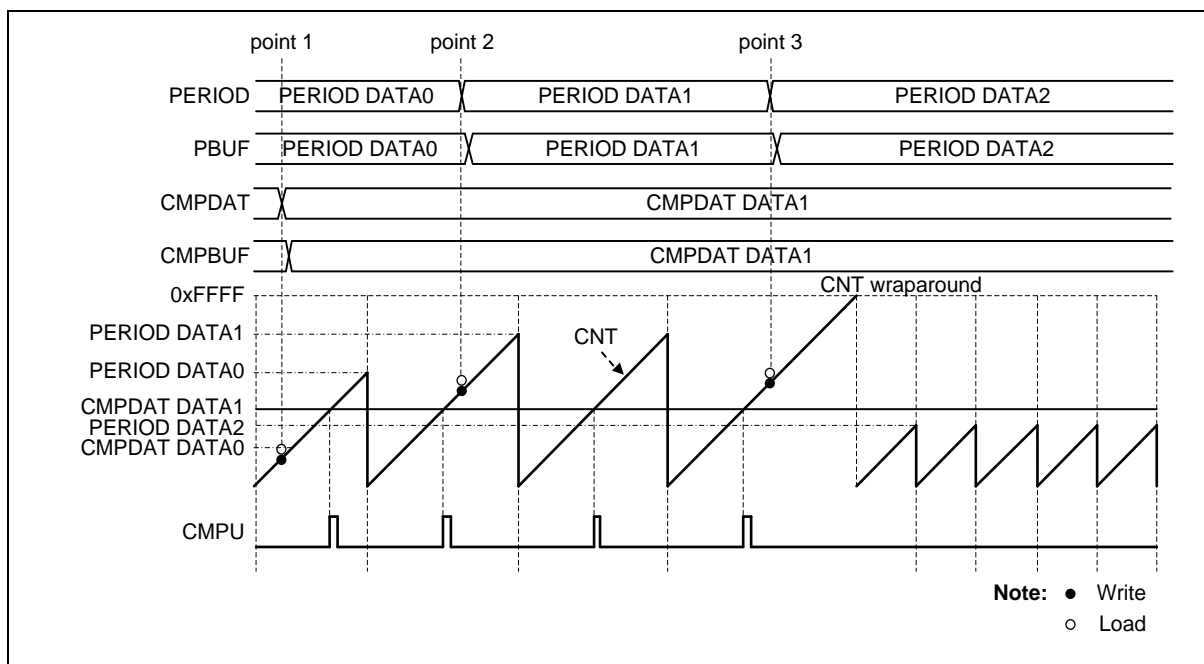 point 1 point 2 point 3
PERIOD PERIOD DATA0 PERIOD DATA1 PERIOD DATA2
PBUF PERIOD DATA0 PERIOD DATA1 PERIOD DATA2
CMPDAT CMPDAT DATA1
CMPBUF CMPDAT DATA1
0xFFFF CNT wraparound
PERIOD DATA1 CNT
PERIOD DATA0
CMPDAT DATA1
PERIOD DATA2
CMPDAT DATA0
CMPU
Note: ● Write
○ Load